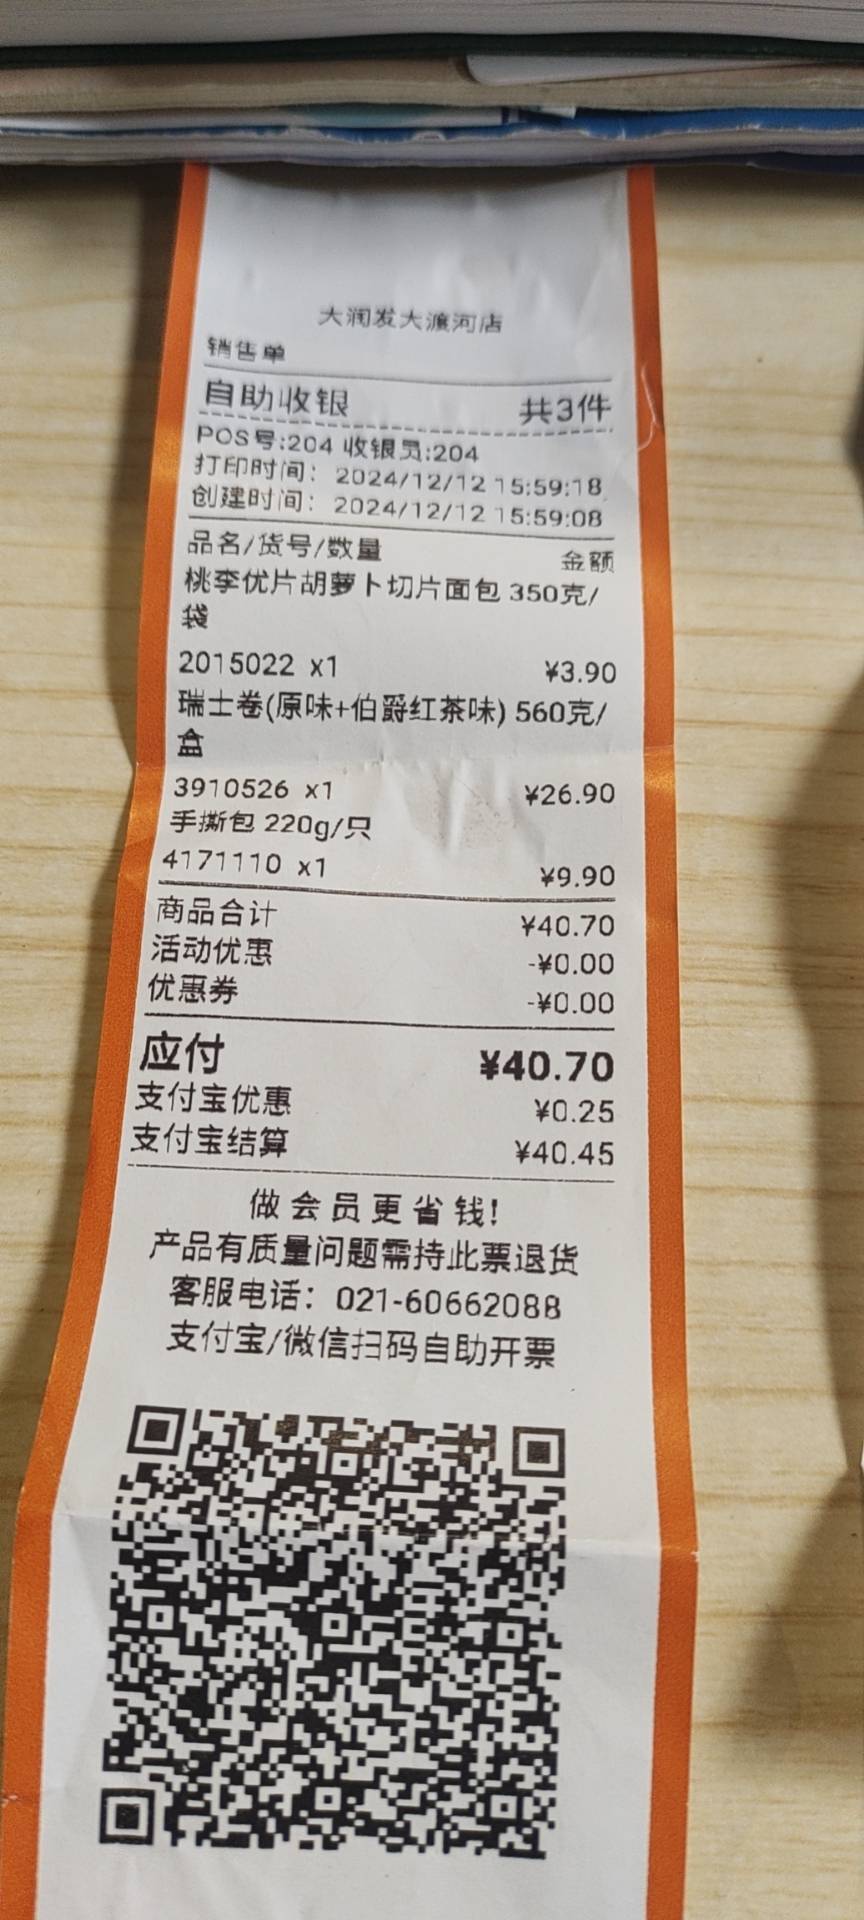 大润发大渡河店
销售单
自助收银 共3件
POS号:204 收银员:204
打印时间: 2024/12/12 15:59:18
创建时间: 2024/12/12 15:59:08
品名/货号/数量 金额
桃李优片胡萝卜切片面包 350克/
袋
2015022 x1 ¥3.90
瑞士卷(原味+伯爵红茶味) 560克/
盒
3910526 x1 ¥26.90
手撕包 220g/只
4171110 x1 ¥9.90
商品合计 ¥40.70
活动优惠 -¥0.00
优惠券 -¥0.00
应付 ¥40.70
支付宝优惠 ¥0.25
支付宝结算 ¥40.45
做会员更省钱!
产品有质量问题需持此票退货
客服电话: 021-60662088
支付宝/微信扫码自助开票